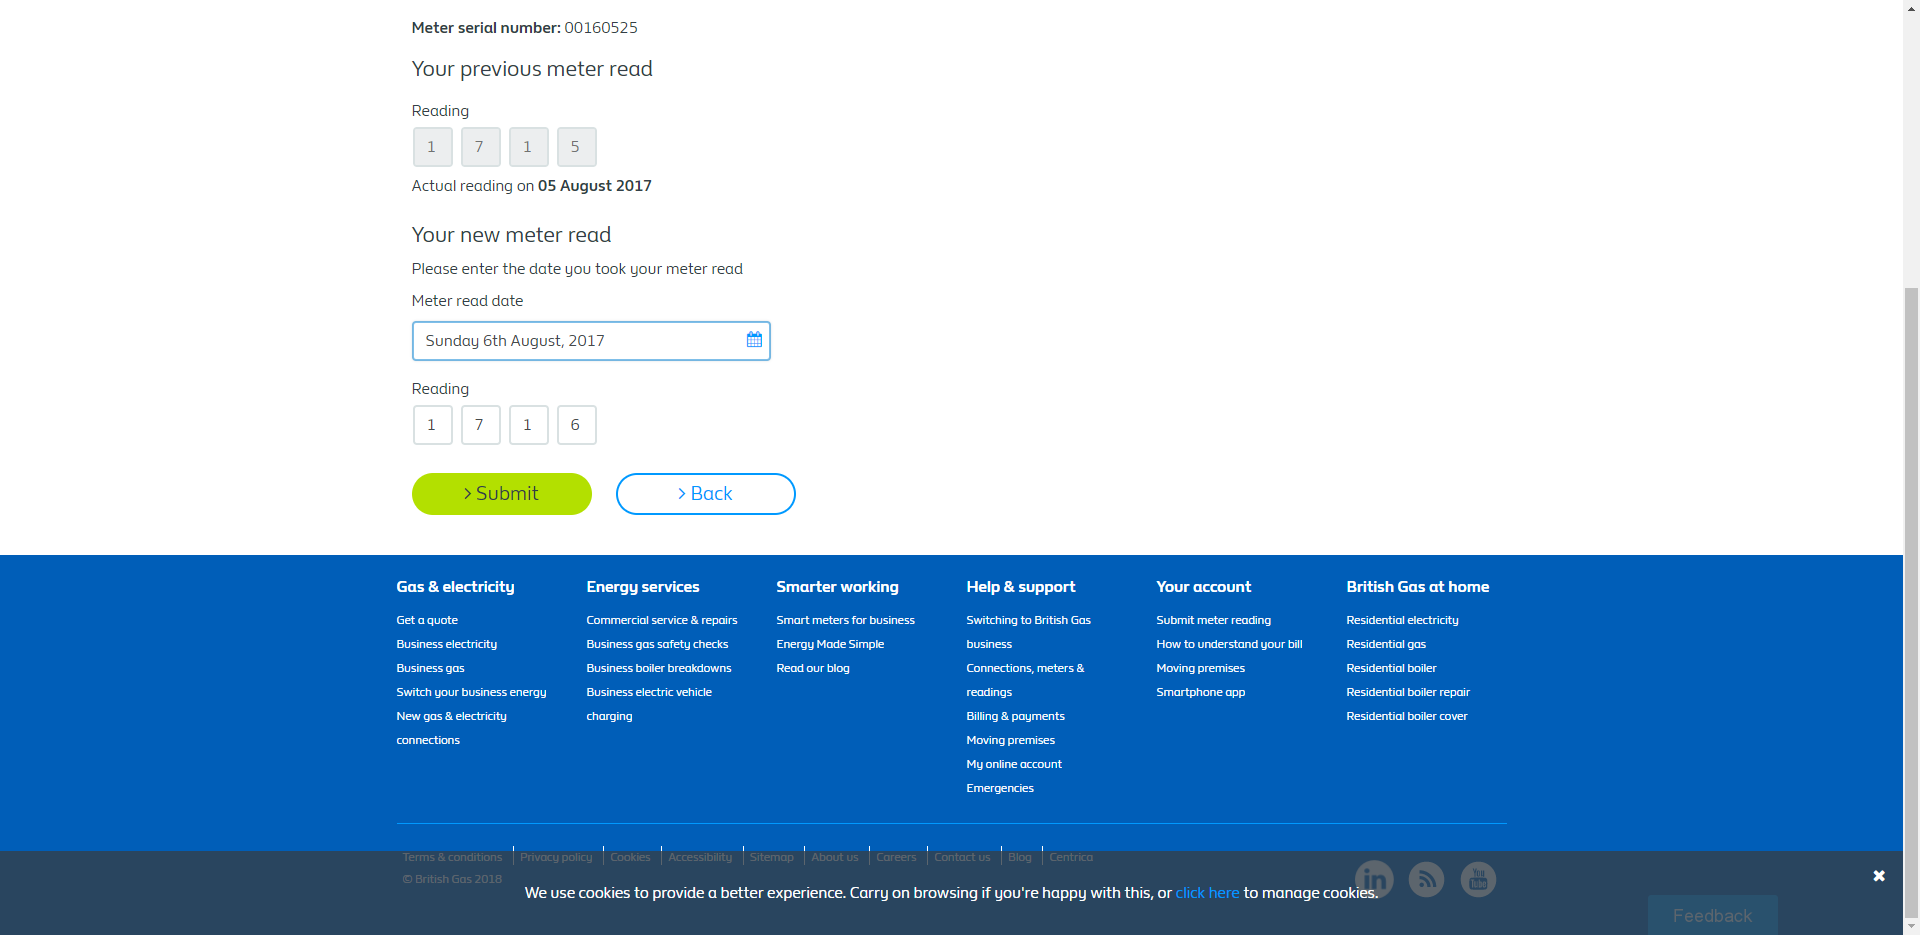 Meter serial number: 00160525
Your previous meter read
Reading
1 7 1 5
Actual reading on 05 August 2017
Your new meter read
Please enter the date you took your meter read
Meter read date
Sunday 6th August, 2017
Reading
1 7 1 6
> Submit > Back
Gas & electricity
Get a quote
Business electricity
Business gas
Switch your business energy
New gas & electricity
connections
Energy services
Commercial service & repairs
Business gas safety checks
Business boiler breakdowns
Business electric vehicle
charging
Smarter working
Smart meters for business
Energy Made Simple
Read our blog
Help & support
Switching to British Gas
business
Connections, meters &
readings
Billing & payments
Moving premises
My online account
Emergencies
Your account
Submit meter reading
How to understand your bill
Moving premises
Smartphone app
British Gas at home
Residential electricity
Residential gas
Residential boiler
Residential boiler repair
Residential boiler cover
Terms & conditions Privacy policy Cookies Accessibility Sitemap About us Careers Contact us Blog Centrica
© British Gas 2018
in
You Tube
We use cookies to provide a better experience. Carry on browsing if you're happy with this, or click here to manage cookies.
Feedback